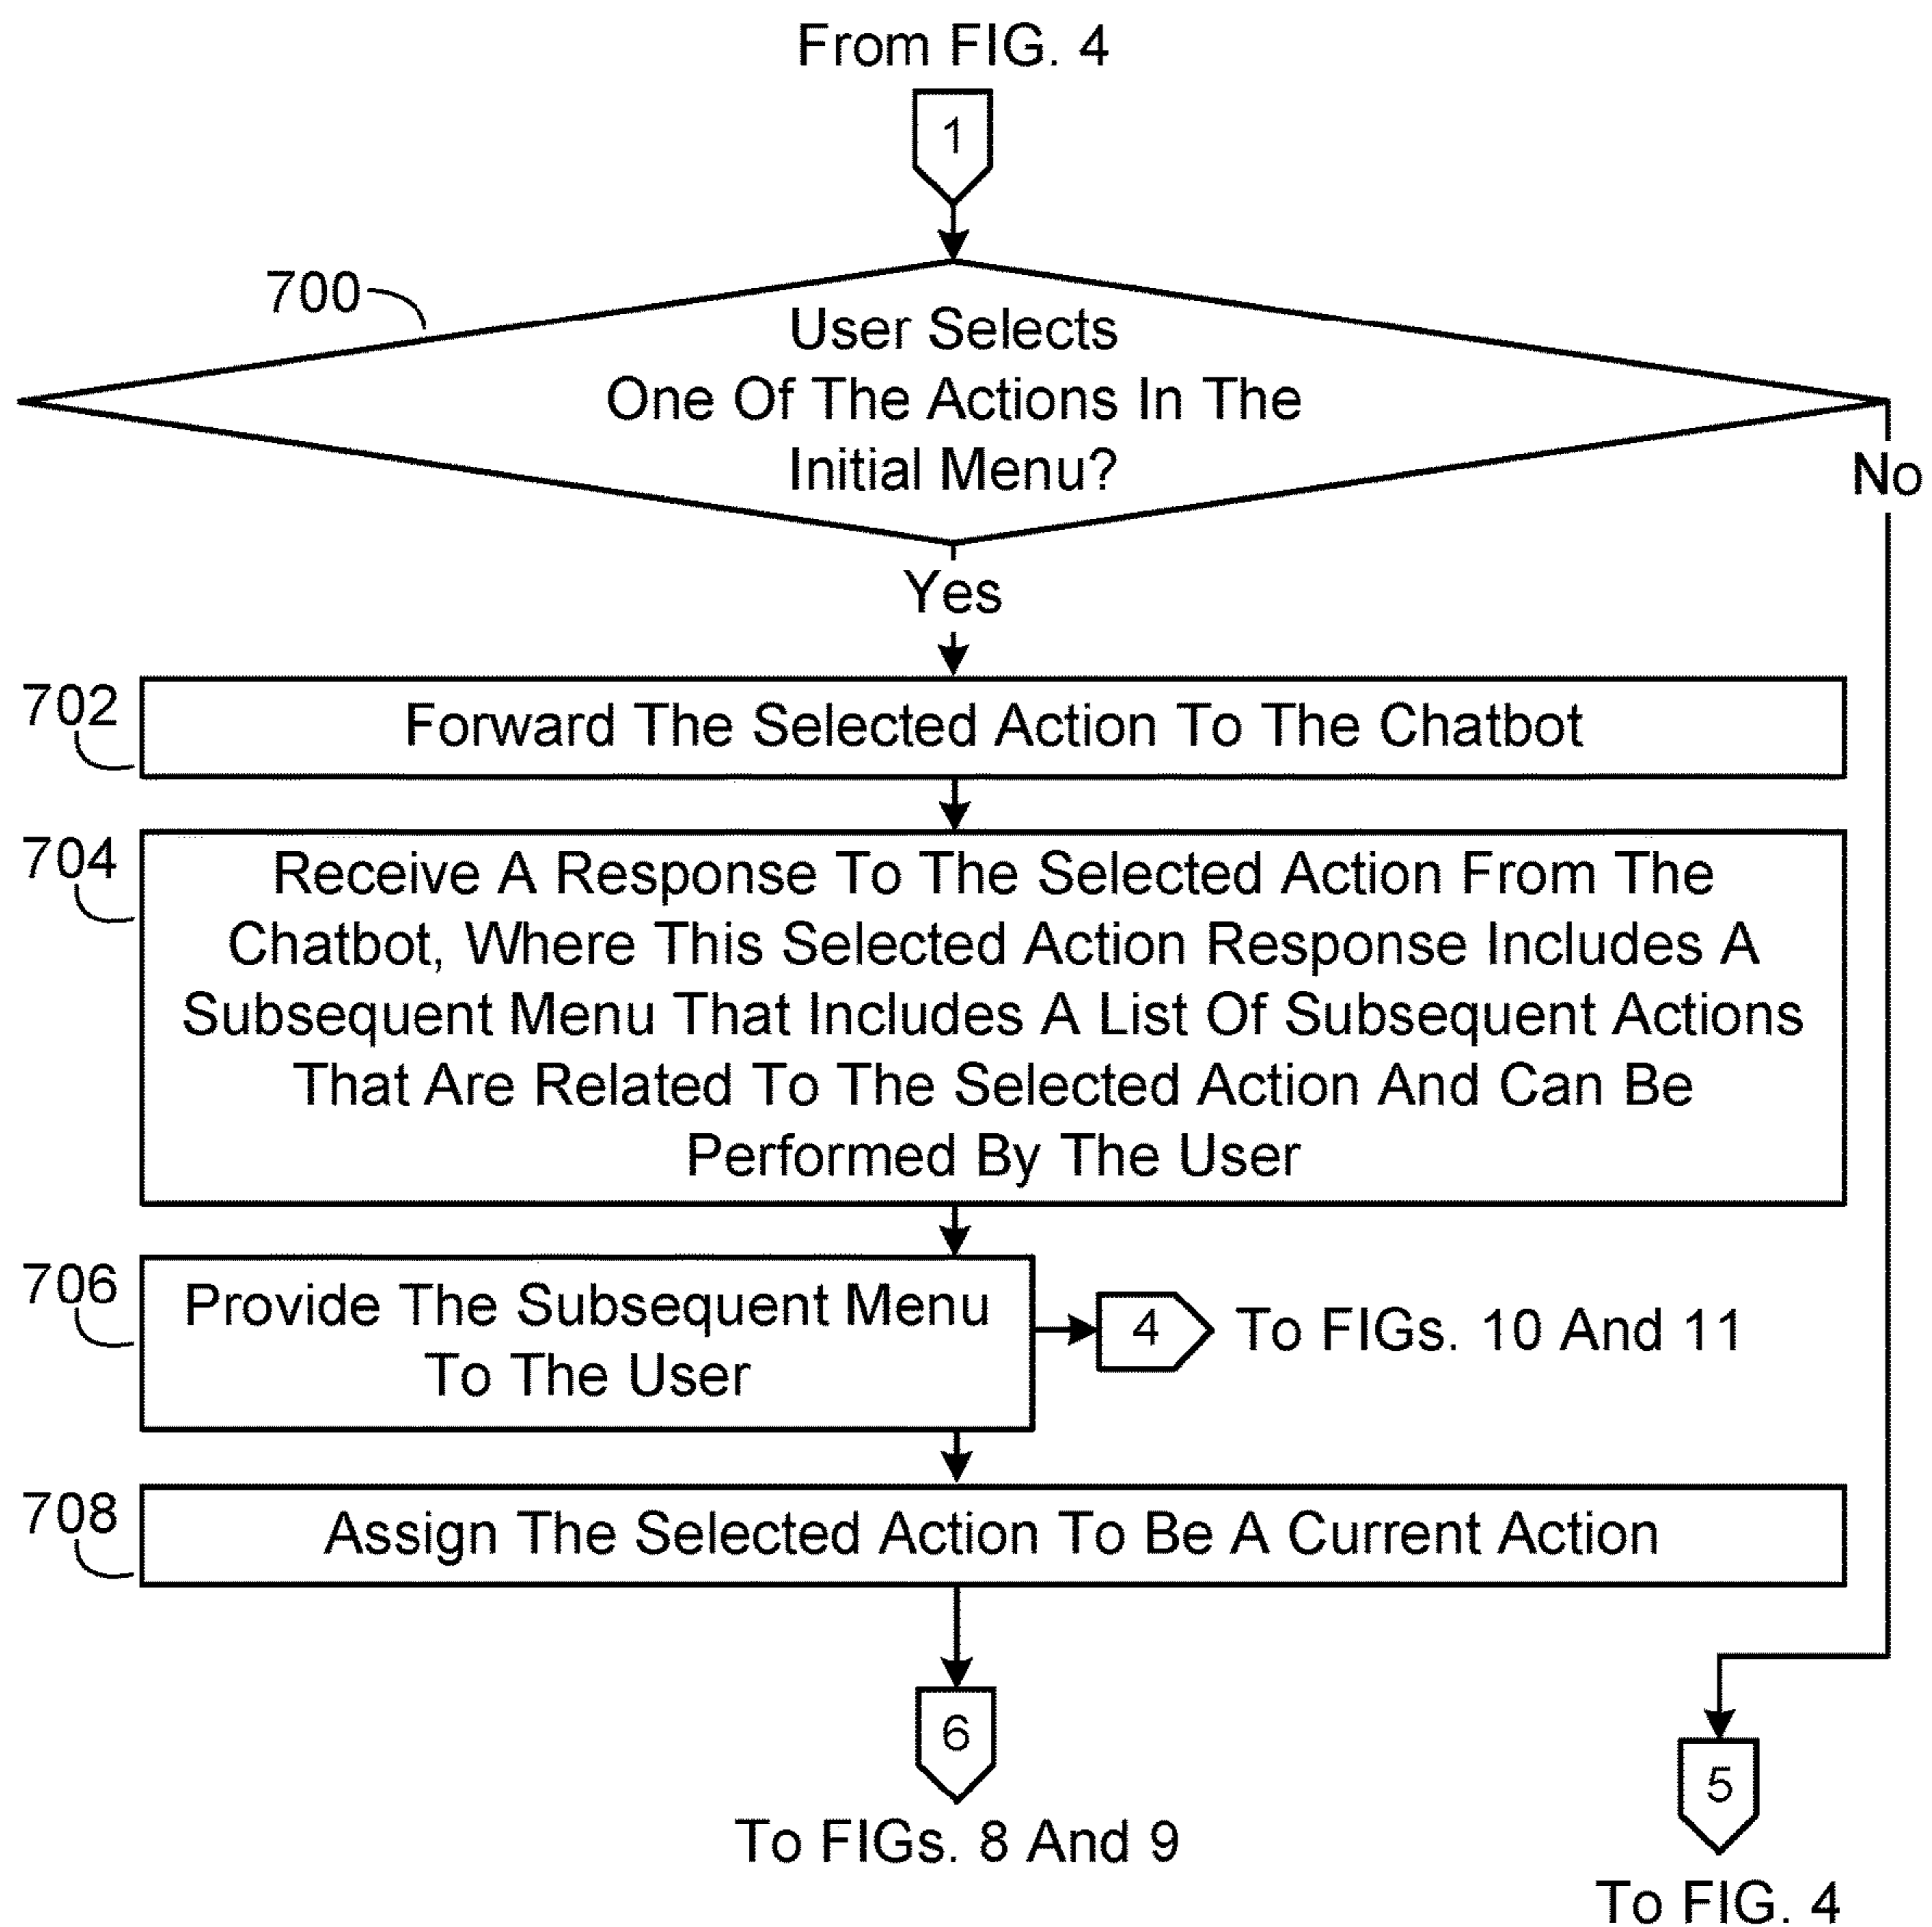 From FIG. 4
1
700
User Selects
One Of The Actions In The
Initial Menu?
No
Yes
702
Forward The Selected Action To The Chatbot
704
Receive A Response To The Selected Action From The
Chatbot, Where This Selected Action Response Includes A
Subsequent Menu That Includes A List Of Subsequent Actions
That Are Related To The Selected Action And Can Be
Performed By The User
706
Provide The Subsequent Menu
To The User
4
To FIGs. 10 And 11
708
Assign The Selected Action To Be A Current Action
6
To FIGs. 8 And 9
5
To FIG. 4